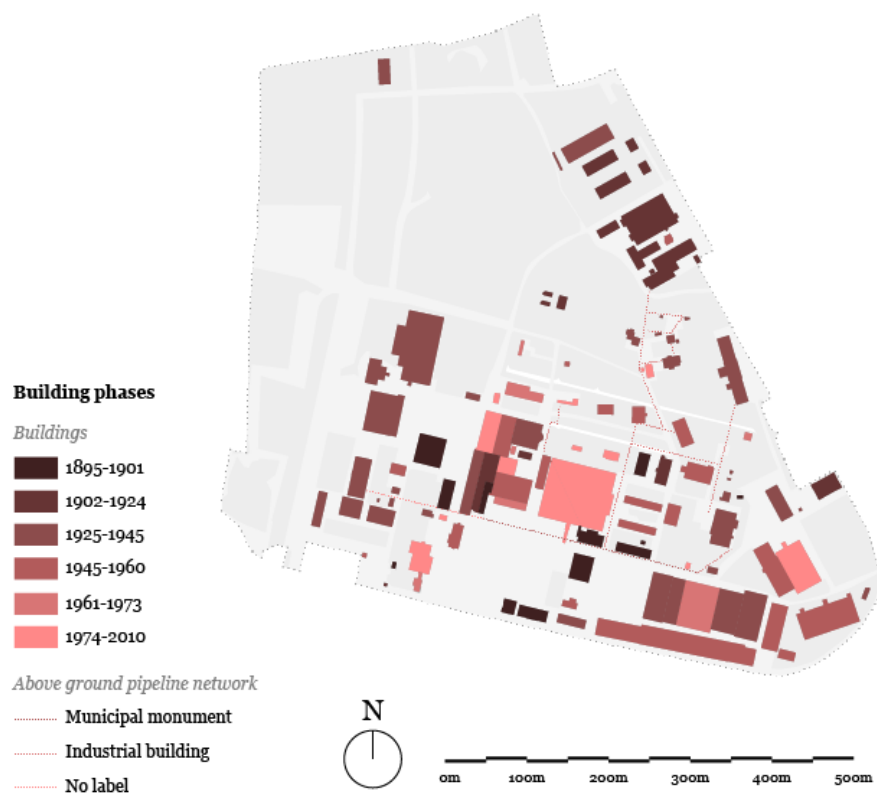 Building phases
Buildings
1895-1901
1902-1924
1925-1945
1945-1960
1961-1973
1974-2010
Above ground pipeline network
Municipal monument
Industrial building
No label
N
0m 100m 200m 300m 400m 500m